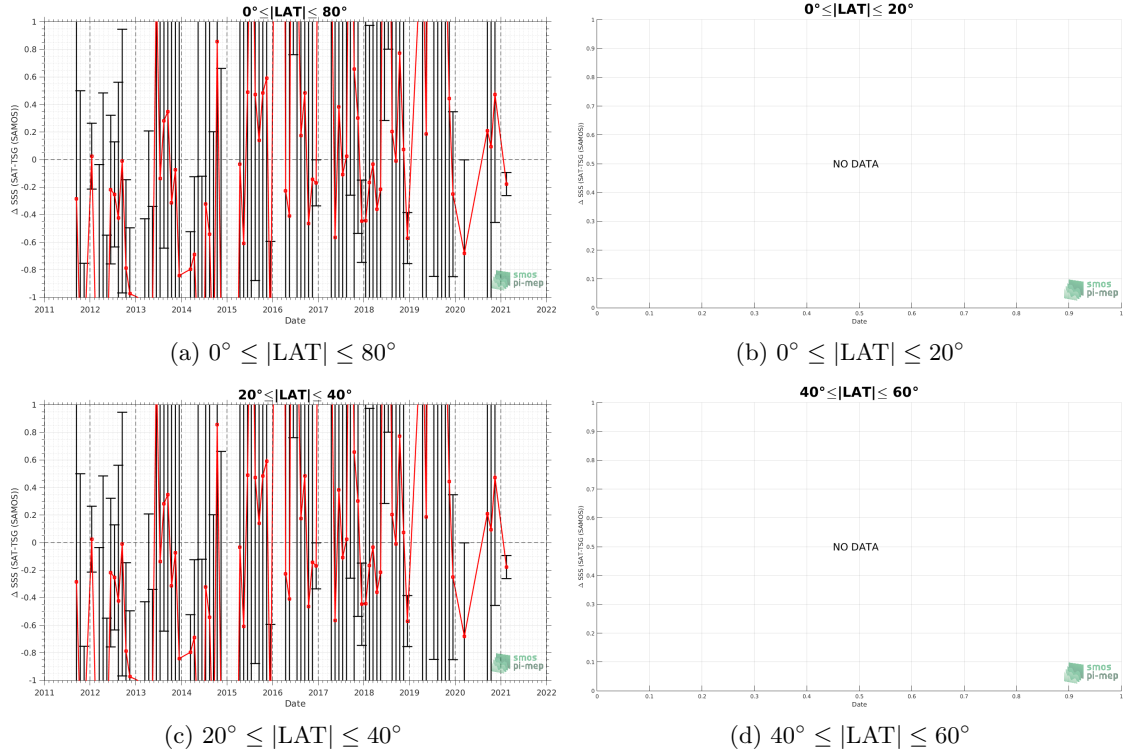 0°≤|LAT|≤ 80°
Δ SSS (SAT-TSG (SAMOS))
1
0.8
0.6
0.4
0.2
0
-0.2
-0.4
-0.6
-0.8
-1
2011 2012 2013 2014 2015 2016 2017 2018 2019 2020 2021 2022
Date
smos
pi-mep
(a) 0° ≤ |LAT| ≤ 80°
0°≤|LAT|≤ 20°
Δ SSS (SAT-TSG (SAMOS))
1
0.9
0.8
0.7
0.6
0.5
0.4
0.3
0.2
0.1
0
NO DATA
0 0.1 0.2 0.3 0.4 0.5 0.6 0.7 0.8 0.9 1
Date
smos
pi-mep
(b) 0° ≤ |LAT| ≤ 20°
20°≤|LAT|≤ 40°
Δ SSS (SAT-TSG (SAMOS))
1
0.8
0.6
0.4
0.2
0
-0.2
-0.4
-0.6
-0.8
-1
2011 2012 2013 2014 2015 2016 2017 2018 2019 2020 2021 2022
Date
smos
pi-mep
(c) 20° ≤ |LAT| ≤ 40°
40°≤|LAT|≤ 60°
Δ SSS (SAT-TSG (SAMOS))
1
0.9
0.8
0.7
0.6
0.5
0.4
0.3
0.2
0.1
0
NO DATA
0 0.1 0.2 0.3 0.4 0.5 0.6 0.7 0.8 0.9 1
Date
smos
pi-mep
(d) 40° ≤ |LAT| ≤ 60°